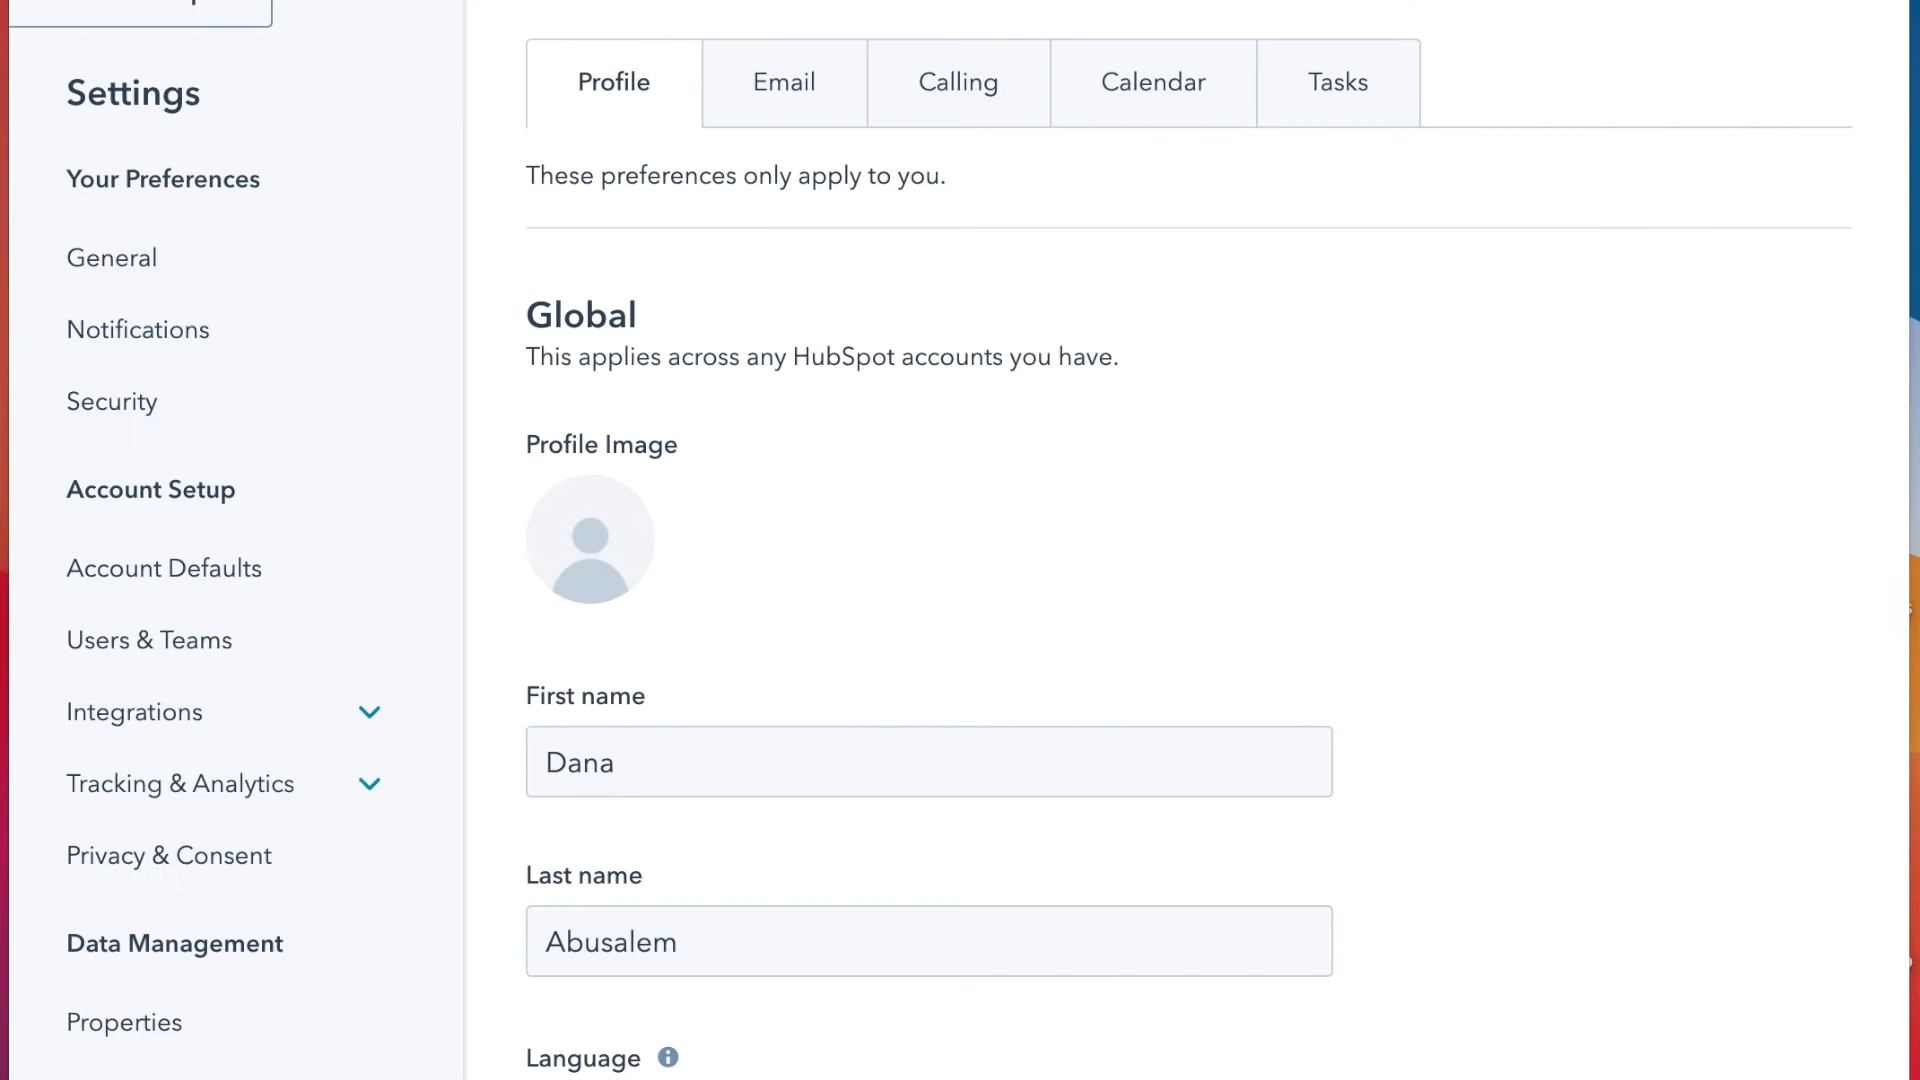 Settings
Your Preferences
General
Notifications
Security
Account Setup
Account Defaults
Users & Teams
Integrations
Tracking & Analytics
Privacy & Consent
Data Management
Properties
Profile
Email
Calling
Calendar
Tasks
These preferences only apply to you.
Global
This applies across any HubSpot accounts you have.
Profile Image
First name
Dana
Last name
Abusalem
Language